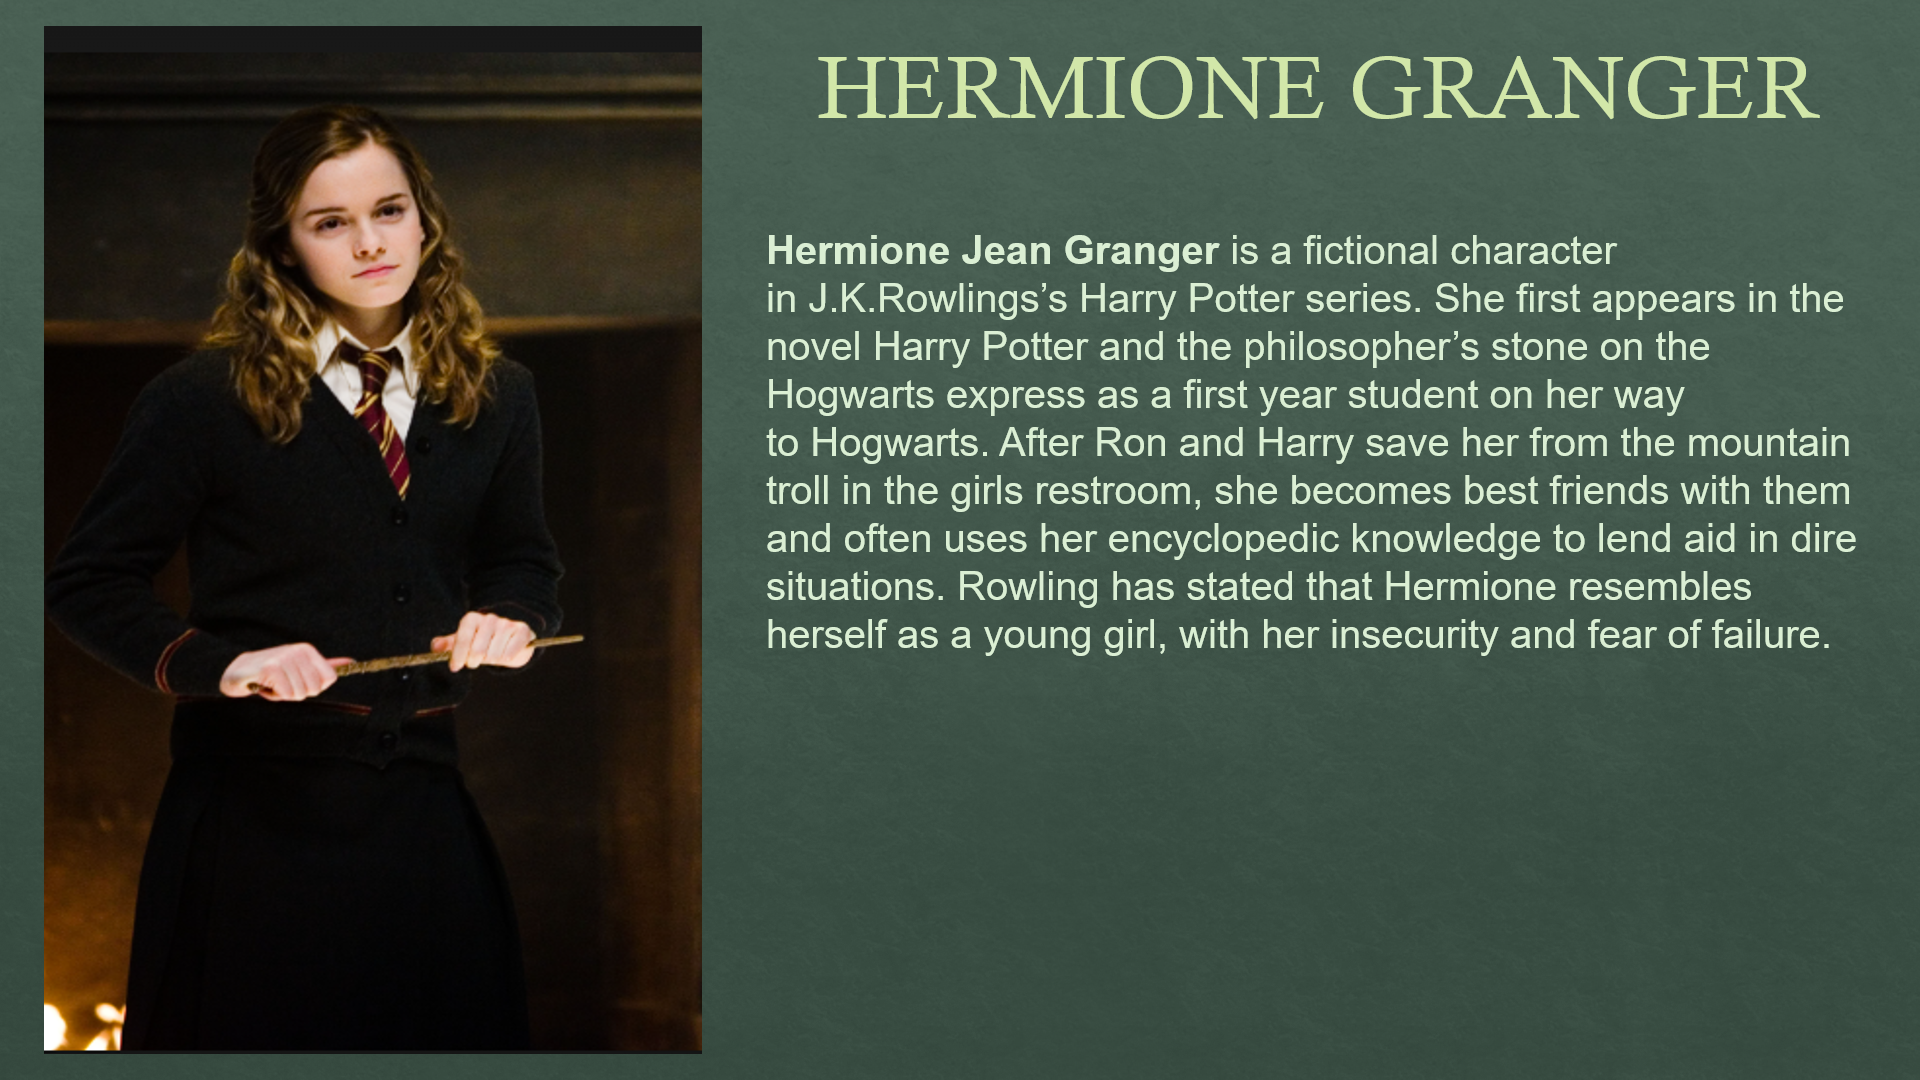 HERMIONE GRANGER
Hermione Jean Granger is a fictional character
in J.K.Rowlings’s Harry Potter series. She first appears in the
novel Harry Potter and the philosopher’s stone on the
Hogwarts express as a first year student on her way
to Hogwarts. After Ron and Harry save her from the mountain
troll in the girls restroom, she becomes best friends with them
and often uses her encyclopedic knowledge to lend aid in dire
situations. Rowling has stated that Hermione resembles
herself as a young girl, with her insecurity and fear of failure.